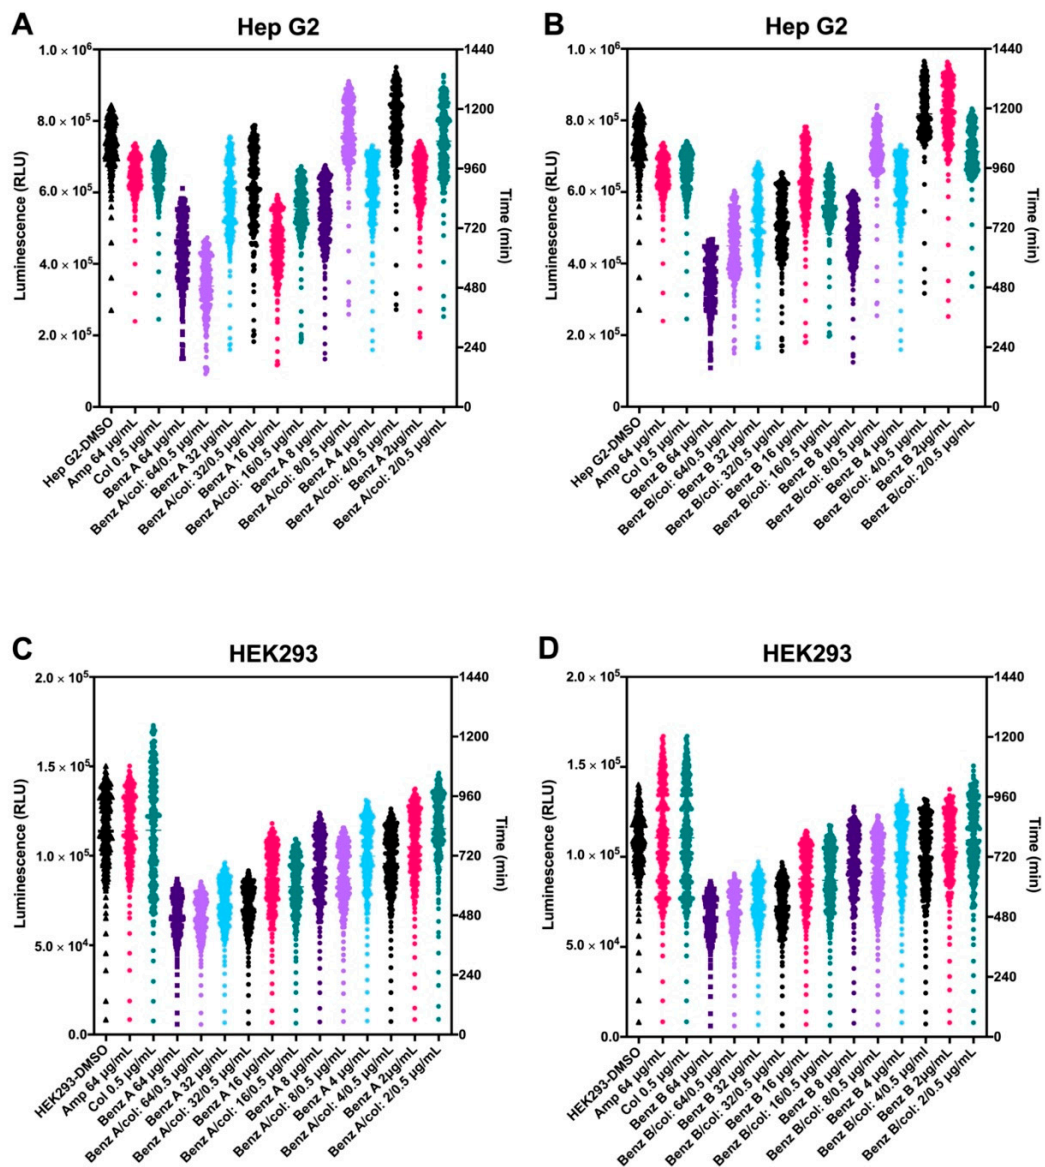 A
Hep G2
Luminescence (RLU)
1.0 × 10⁶
8.0 × 10⁵
6.0 × 10⁵
4.0 × 10⁵
2.0 × 10⁵
0
1440
1200
960
720
480
240
0
Time (min)
Hep G2-DMSO
Amp 64 µg/mL
Col 0.5 µg/mL
Benz A 64 µg/mL
Benz A/col: 64/0.5 µg/mL
Benz A 32 µg/mL
Benz A/col: 32/0.5 µg/mL
Benz A 16 µg/mL
Benz A/col: 16/0.5 µg/mL
Benz A 8 µg/mL
Benz A/col: 8/0.5 µg/mL
Benz A 4 µg/mL
Benz A/col: 4/0.5 µg/mL
Benz A 2µg/mL
Benz A/col: 2/0.5 µg/mL
B
Hep G2
Luminescence (RLU)
1.0 × 10⁶
8.0 × 10⁵
6.0 × 10⁵
4.0 × 10⁵
2.0 × 10⁵
0
1440
1200
960
720
480
240
0
Time (min)
Hep G2-DMSO
Amp 64 µg/mL
Col 0.5 µg/mL
Benz B 64 µg/mL
Benz B/col: 64/0.5 µg/mL
Benz B 32 µg/mL
Benz B/col: 32/0.5 µg/mL
Benz B 16 µg/mL
Benz B/col: 16/0.5 µg/mL
Benz B 8 µg/mL
Benz B/col: 8/0.5 µg/mL
Benz B 4 µg/mL
Benz B/col: 4/0.5 µg/mL
Benz B 2µg/mL
Benz B/col: 2/0.5 µg/mL
C
HEK293
Luminescence (RLU)
2.0 × 10⁵
1.5 × 10⁵
1.0 × 10⁵
5.0 × 10⁴
0.0
1440
1200
960
720
480
240
0
Time (min)
HEK293-DMSO
Amp 64 µg/mL
Col 0.5 µg/mL
Benz A 64 µg/mL
Benz A/col: 64/0.5 µg/mL
Benz A 32 µg/mL
Benz A/col: 32/0.5 µg/mL
Benz A 16 µg/mL
Benz A/col: 16/0.5 µg/mL
Benz A 8 µg/mL
Benz A/col: 8/0.5 µg/mL
Benz A 4 µg/mL
Benz A/col: 4/0.5 µg/mL
Benz A 2µg/mL
Benz A/col: 2/0.5 µg/mL
D
HEK293
Luminescence (RLU)
2.0 × 10⁵
1.5 × 10⁵
1.0 × 10⁵
5.0 × 10⁴
0.0
1440
1200
960
720
480
240
0
Time (min)
HEK293-DMSO
Amp 64 µg/mL
Col 0.5 µg/mL
Benz B 64 µg/mL
Benz B/col: 64/0.5 µg/mL
Benz B 32 µg/mL
Benz B/col: 32/0.5 µg/mL
Benz B 16 µg/mL
Benz B/col: 16/0.5 µg/mL
Benz B 8 µg/mL
Benz B/col: 8/0.5 µg/mL
Benz B 4 µg/mL
Benz B/col: 4/0.5 µg/ml
Benz B 2µg/mL
Benz B/col: 2/0.5 µg/mL